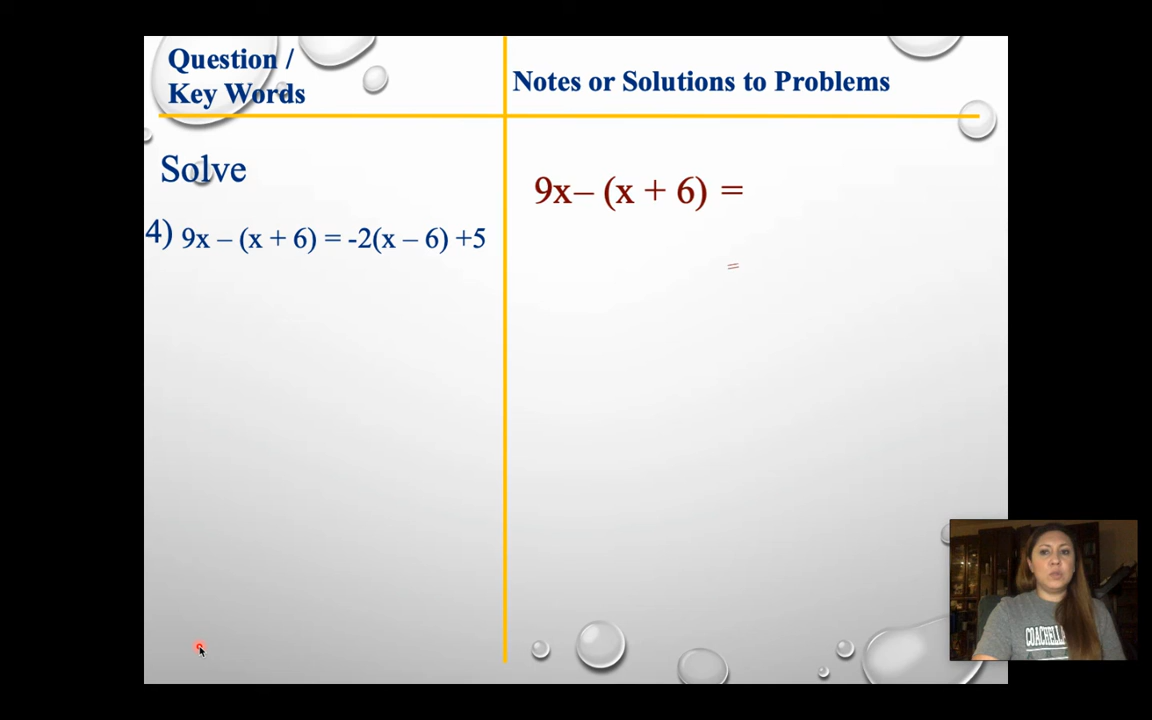 Question /
Key Words
Notes or Solutions to Problems
Solve
4) 9x – (x + 6) = -2(x – 6) +5
9x– (x + 6) =
=
COACHELLA